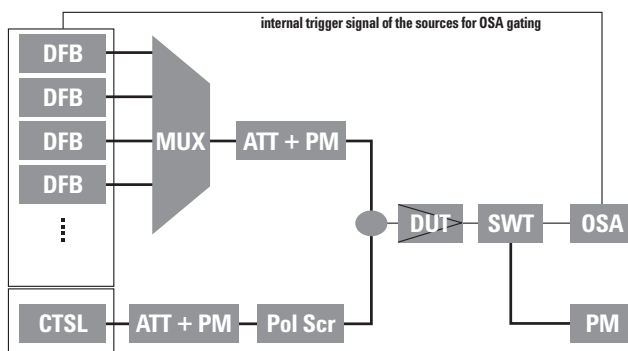 internal trigger signal of the sources for OSA gating
DFB
DFB
DFB
DFB
MUX
ATT + PM
DUT
SWT
OSA
CTSL
ATT + PM
Pol Scr
PM